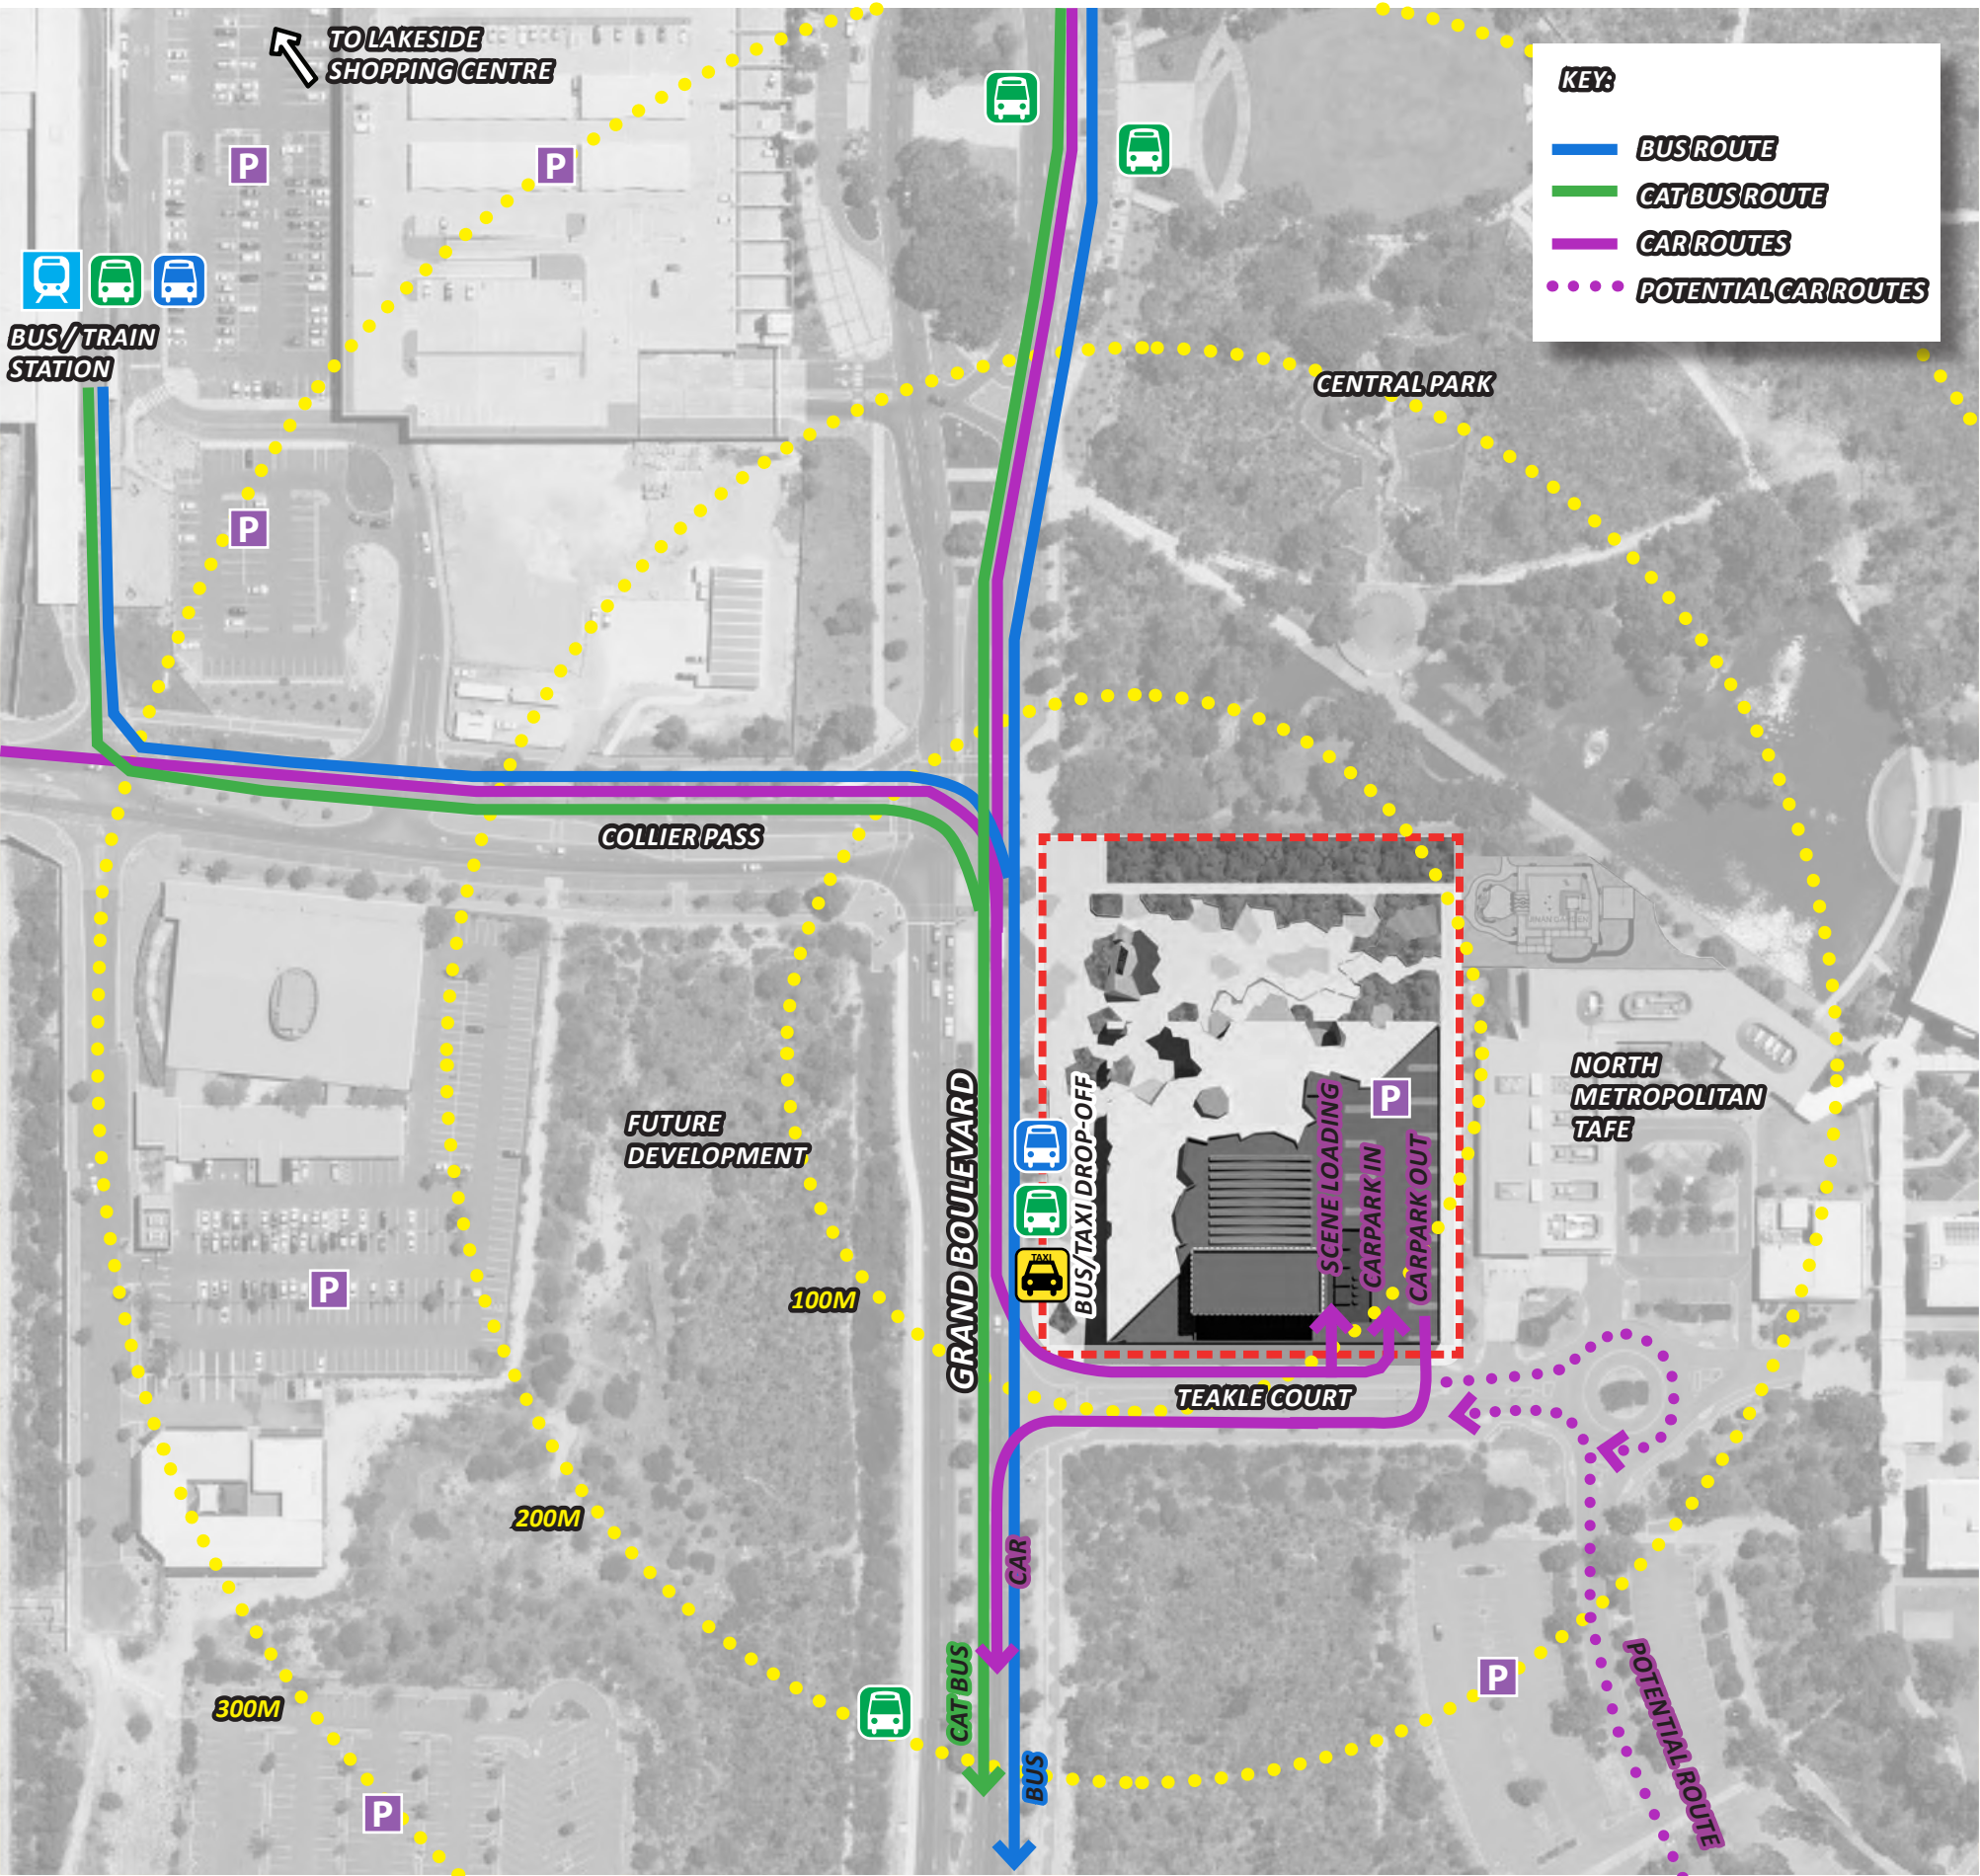 TO LAKESIDE
SHOPPING CENTRE
KEY:
BUS ROUTE
CAT BUS ROUTE
CAR ROUTES
POTENTIAL CAR ROUTES
P
P
BUS / TRAIN
STATION
CENTRAL PARK
P
COLLIER PASS
NORTH
METROPOLITAN
TAFE
FUTURE
DEVELOPMENT
GRAND BOULEVARD
BUS/TAXI DROP-OFF
TAXI
P
SCENE LOADING
CARPARK IN
CARPARK OUT
P
100M
TEAKLE COURT
200M
CAR
CAT BUS
BUS
300M
P
P
POTENTIAL ROUTE